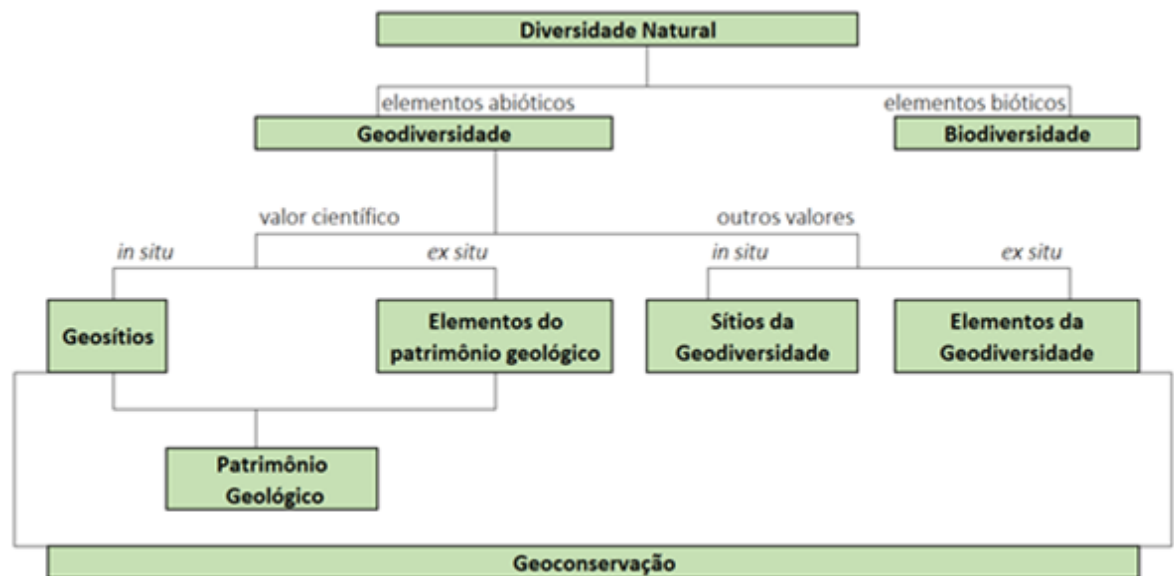 Diversidade Natural
elementos abióticos
elementos bióticos
Geodiversidade
Biodiversidade
valor científico
outros valores
in situ
ex situ
in situ
ex situ
Geosítios
Elementos do
patrimônio geológico
Sítios da
Geodiversidade
Elementos da
Geodiversidade
Patrimônio
Geológico
Geoconservação